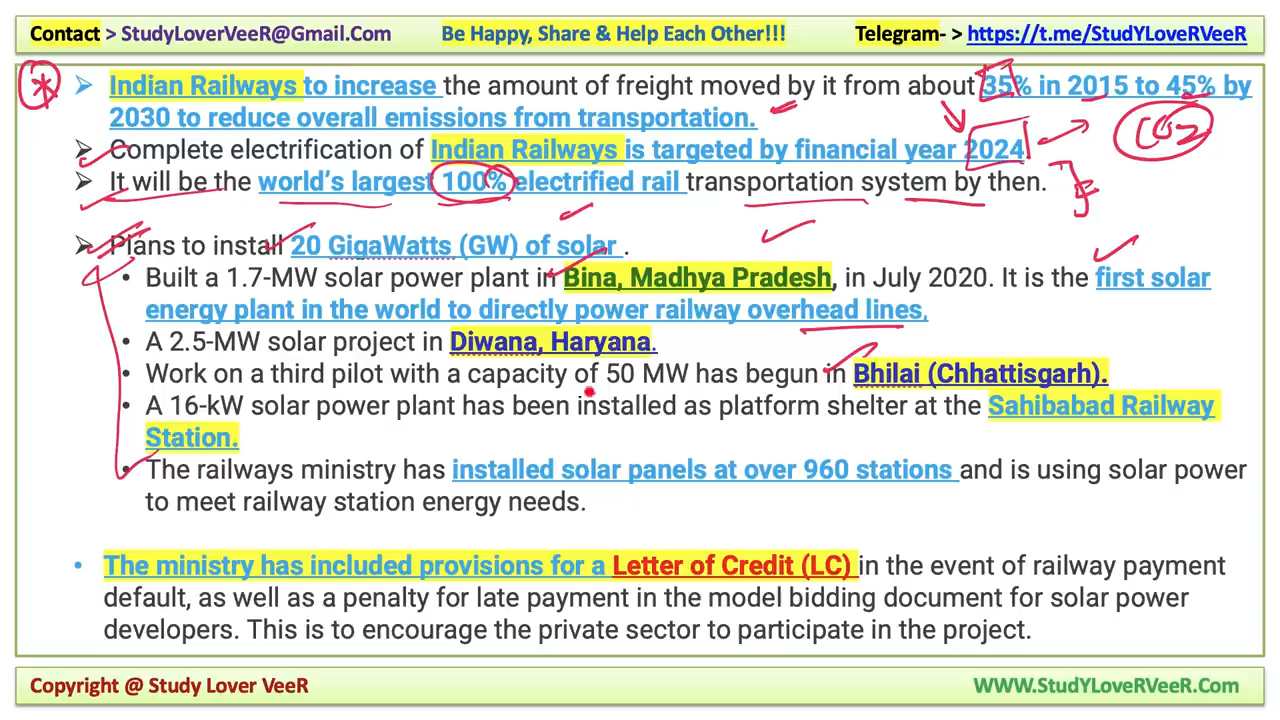 Contact > StudyLoverVeeR@Gmail.Com Be Happy, Share & Help Each Other!!! Telegram- > https://t.me/StudYLoveRVeeR
* ➢ Indian Railways to increase the amount of freight moved by it from about 35% in 2015 to 45% by
2030 to reduce overall emissions from transportation.
CO2
➢ Complete electrification of Indian Railways is targeted by financial year 2024.
➢ It will be the world's largest 100% electrified rail transportation system by then.
➢ Plans to install 20 GigaWatts (GW) of solar .
• Built a 1.7-MW solar power plant in Bina, Madhya Pradesh, in July 2020. It is the first solar
energy plant in the world to directly power railway overhead lines.
• A 2.5-MW solar project in Diwana, Haryana.
• Work on a third pilot with a capacity of 50 MW has begun in Bhilai (Chhattisgarh).
• A 16-kW solar power plant has been installed as platform shelter at the Sahibabad Railway
Station.
• The railways ministry has installed solar panels at over 960 stations and is using solar power
to meet railway station energy needs.
• The ministry has included provisions for a Letter of Credit (LC) in the event of railway payment
default, as well as a penalty for late payment in the model bidding document for solar power
developers. This is to encourage the private sector to participate in the project.
Copyright @ Study Lover VeeR WWW.StudYLoveRVeeR.Com